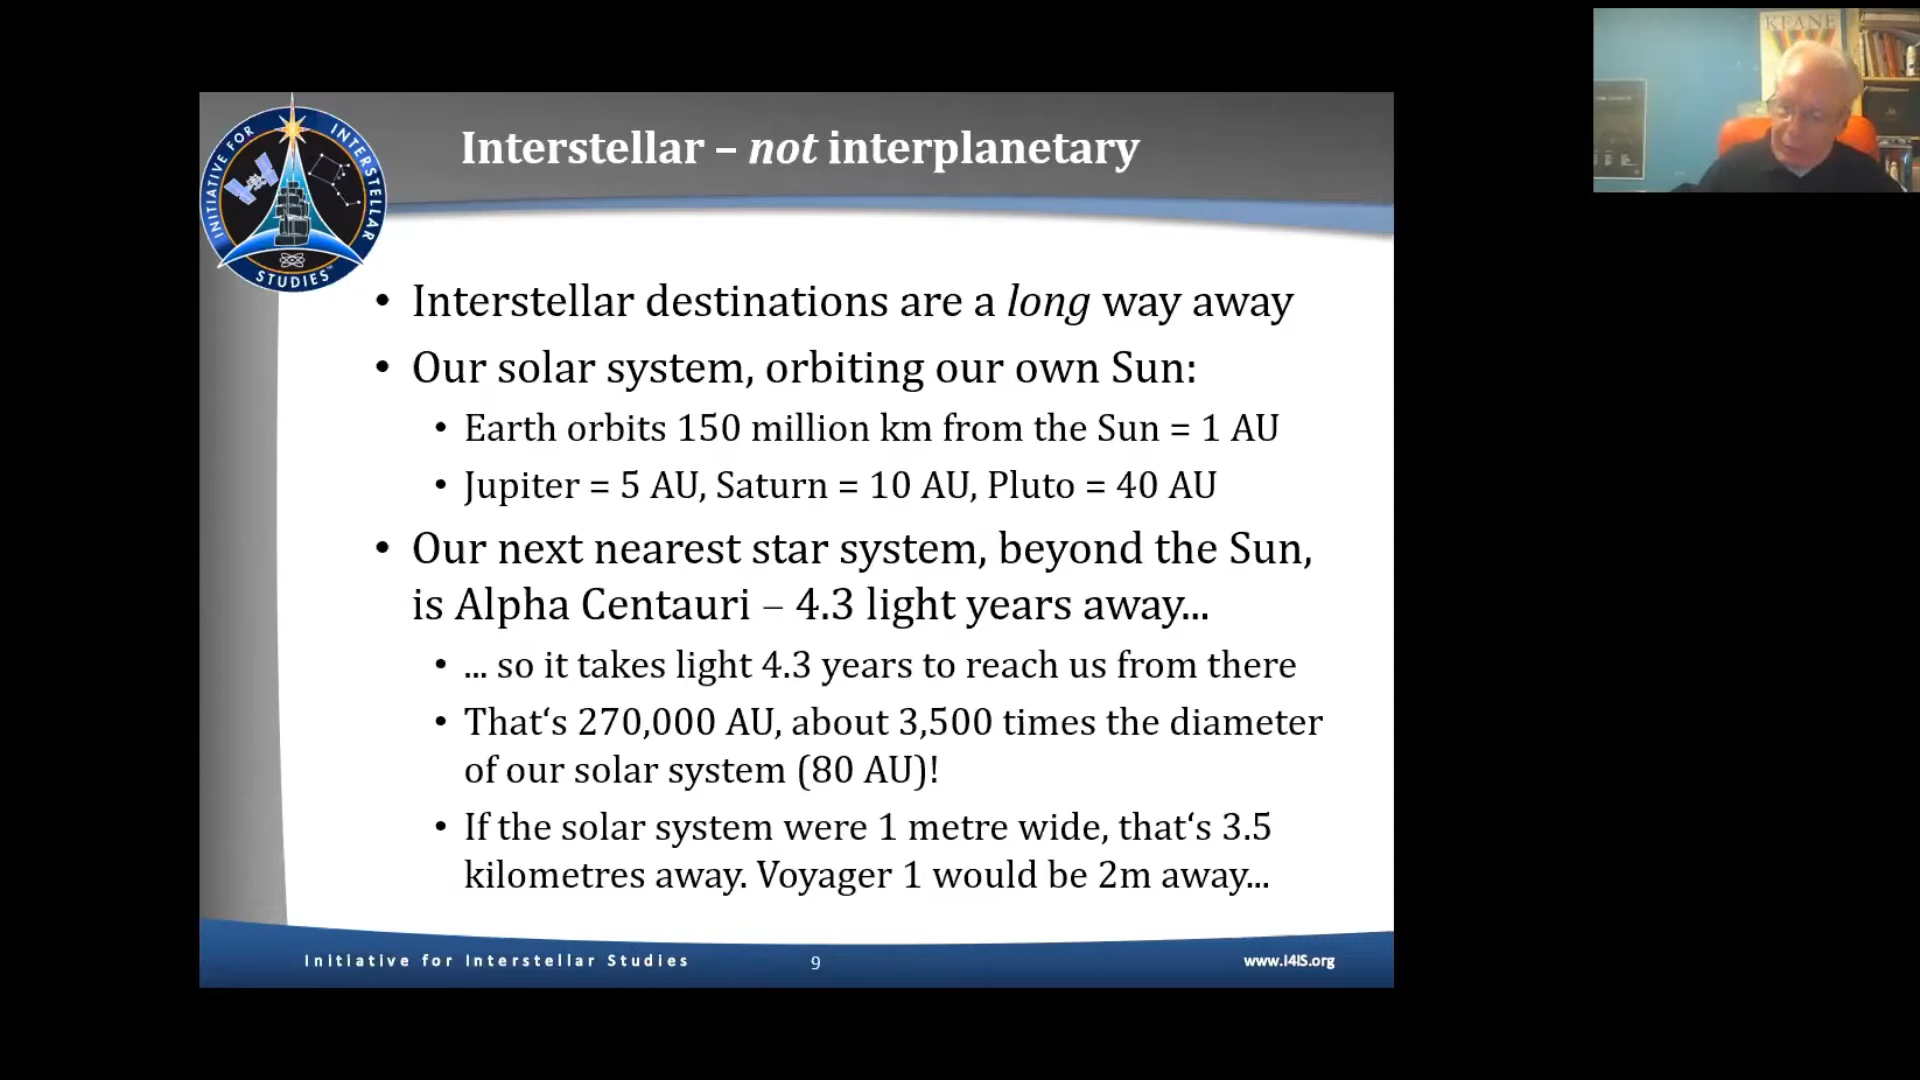 KEANE
INITIATIVE FOR INTERSTELLAR STUDIES™
Interstellar – not interplanetary
• Interstellar destinations are a long way away
• Our solar system, orbiting our own Sun:
• Earth orbits 150 million km from the Sun = 1 AU
• Jupiter = 5 AU, Saturn = 10 AU, Pluto = 40 AU
• Our next nearest star system, beyond the Sun,
is Alpha Centauri – 4.3 light years away...
• ... so it takes light 4.3 years to reach us from there
• That‘s 270,000 AU, about 3,500 times the diameter
of our solar system (80 AU)!
• If the solar system were 1 metre wide, that‘s 3.5
kilometres away. Voyager 1 would be 2m away...
Initiative for Interstellar Studies 9 www.I4IS.org